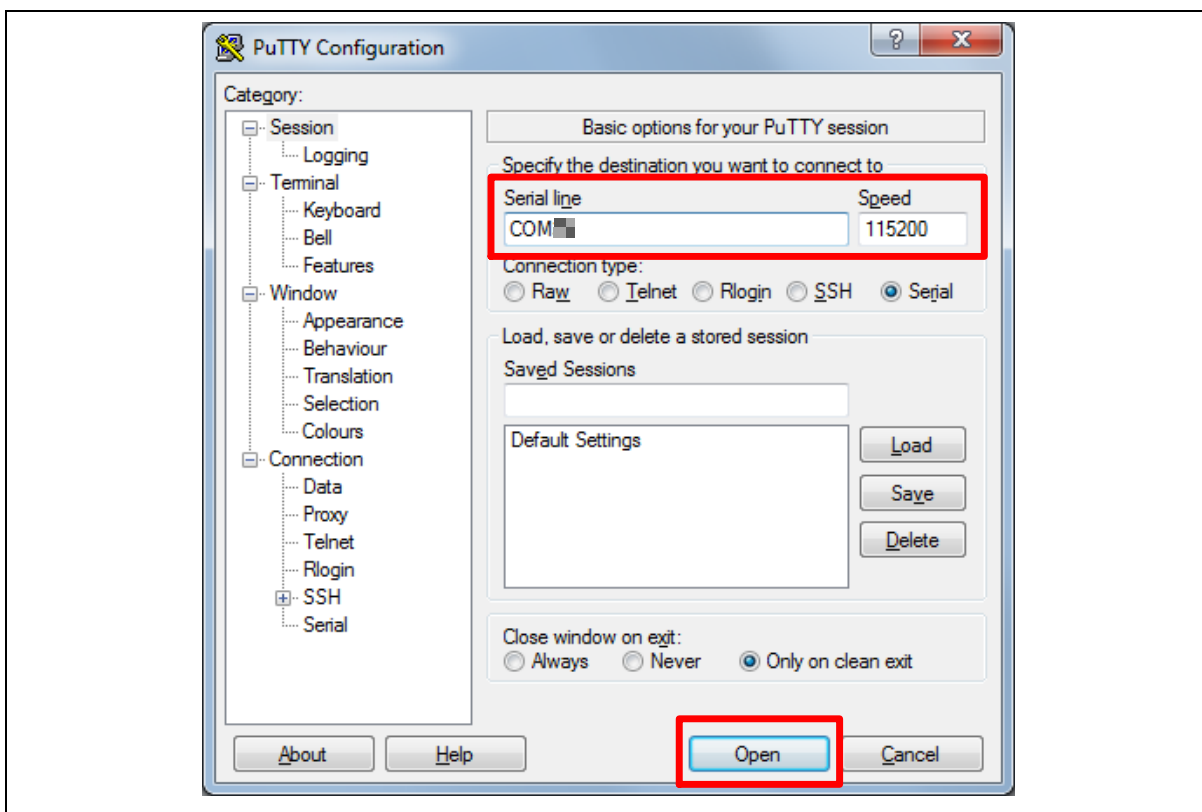 PuTTY Configuration
Category:
Session
Logging
Terminal
Keyboard
Bell
Features
Window
Appearance
Behaviour
Translation
Selection
Colours
Connection
Data
Proxy
Telnet
Rlogin
SSH
Serial
Basic options for your PuTTY session
Specify the destination you want to connect to
Serial line Speed
COM 115200
Connection type:
Raw Telnet Rlogin SSH Serial
Load, save or delete a stored session
Saved Sessions
Default Settings
Load
Save
Delete
Close window on exit:
Always Never Only on clean exit
About Help Open Cancel